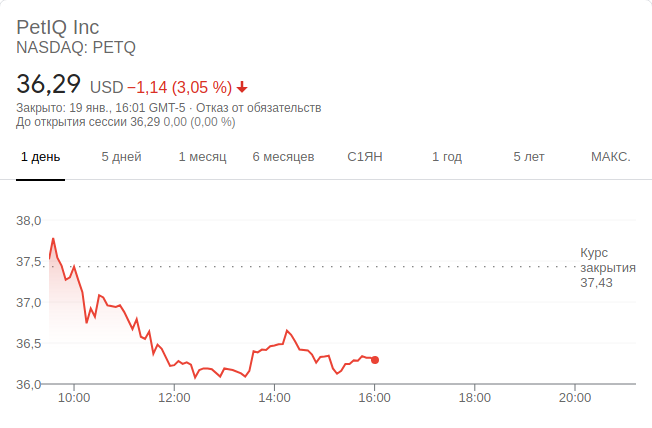 PetIQ Inc
NASDAQ: PETQ
36,29 USD −1,14 (3,05 %)
Закрыто: 19 янв., 16:01 GMT-5 · Отказ от обязательств
До открытия сессии 36,29 0,00 (0,00 %)
1 день 5 дней 1 месяц 6 месяцев С1ЯН 1 год 5 лет МАКС.
38,0
37,5
37,0
36,5
36,0
Курс
закрытия
37,43
10:00 12:00 14:00 16:00 18:00 20:00